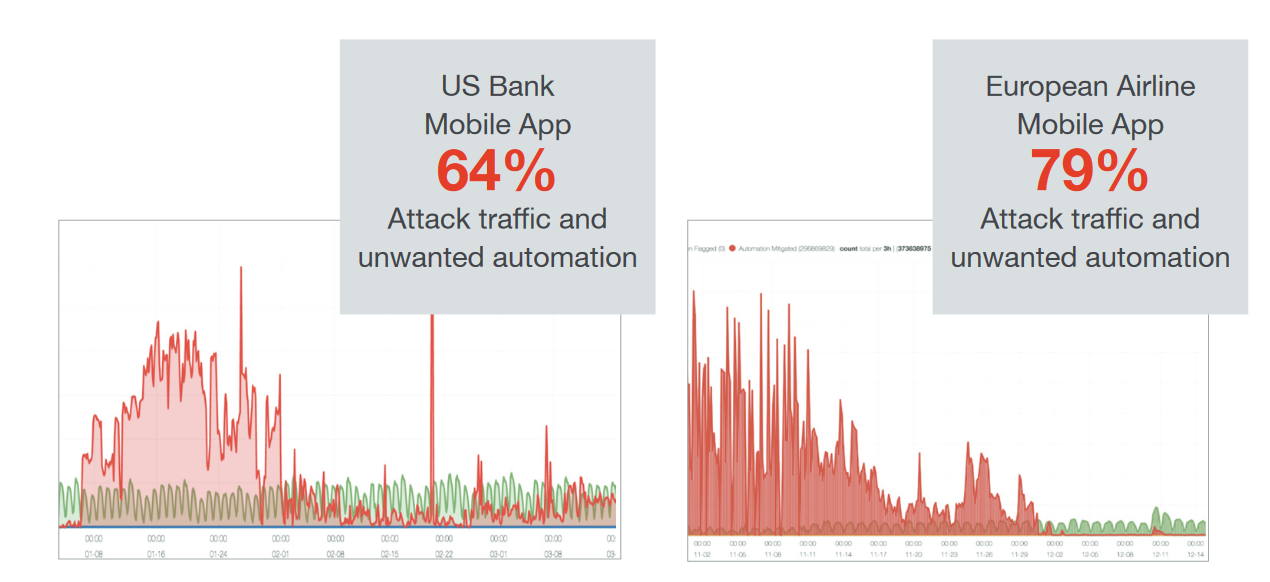 US Bank
Mobile App
64%
Attack traffic and
unwanted automation
European Airline
Mobile App
79%
Attack traffic and
unwanted automation
n Flagged (0) Automation Mitigated (296869829) count total per 3h | (373638975
00:00 00:00 00:00 00:00 00:00 00:00 00:00 00:00 00:00 00:
01-08 01-16 01-24 02-01 02-08 02-15 02-22 03-01 03-08 03-
00:00 00:00 00:00 00:00 00:00 00:00 00:00 00:00 00:00 00:00 00:00 00:00 00:00 00:00 00:00
11-02 11-05 11-08 11-11 11-14 11-17 11-20 11-23 11-26 11-29 12-02 12-05 12-08 12-11 12-14